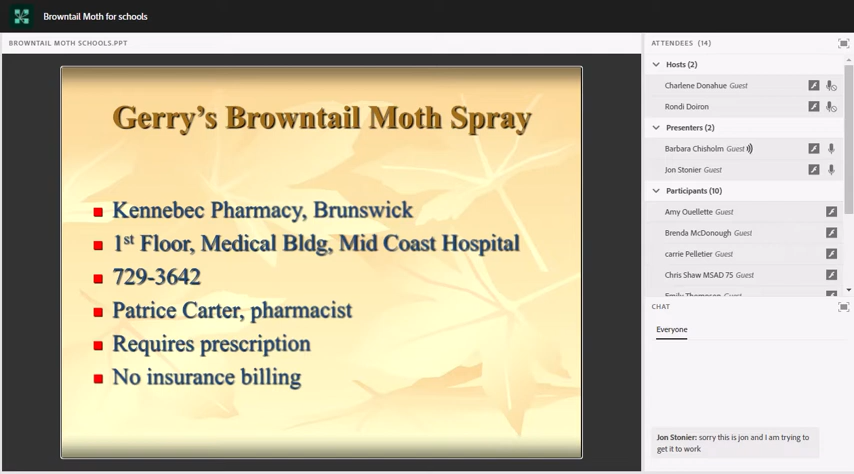 Browntail Moth for schools
BROWNTAIL MOTH SCHOOLS.PPT
Gerry's Browntail Moth Spray
Kennebec Pharmacy, Brunswick
1st Floor, Medical Bldg, Mid Coast Hospital
729-3642
Patrice Carter, pharmacist
Requires prescription
No insurance billing
ATTENDEES (14)
Hosts (2)
Charlene Donahue Guest
Rondi Doiron
Presenters (2)
Barbara Chisholm Guest
Jon Stonier Guest
Participants (10)
Amy Ouellette Guest
Brenda McDonough Guest
carrie Pelletier Guest
Chris Shaw MSAD 75 Guest
Emily Thompson Guest
CHAT
Everyone
Jon Stonier: sorry this is jon and I am trying to
get it to work